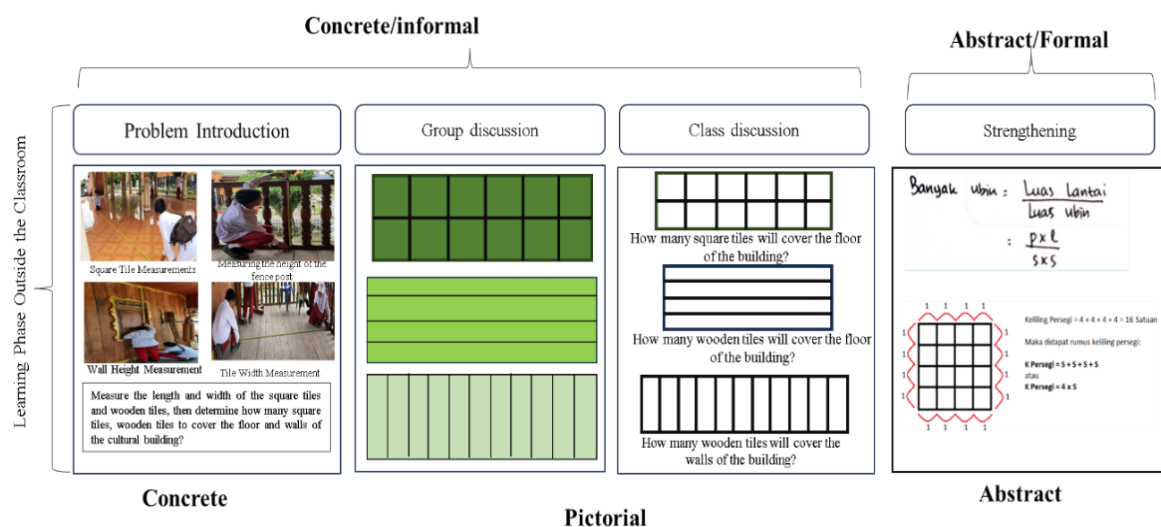 Concrete/informal
Abstract/Formal
Learning Phase Outside the Classroom
Problem Introduction
Group discussion
Class discussion
Strengthening
Square Tile Measurements
Measuring the height of the
fence post
Wall Height Measurement
Tile Width Measurement
Measure the length and width of the square tiles
and wooden tiles, then determine how many square
tiles, wooden tiles to cover the floor and walls of
the cultural building?
How many square tiles will cover the floor
of the building?
How many wooden tiles will cover the floor
of the building?
How many wooden tiles will cover the
walls of the building?
Banyak ubin = Luas Lantai
Luas ubin
= p x l
s x s
1 1 1 1
1 1
1 1
1 1
1 1
1 1 1 1
Keliling Persegi = 4 + 4 + 4 + 4 = 16 Satuan
Maka didapat rumus keliling persegi:
K Persegi = S + S + S + S
atau
K Persegi = 4 x S
Concrete
Pictorial
Abstract